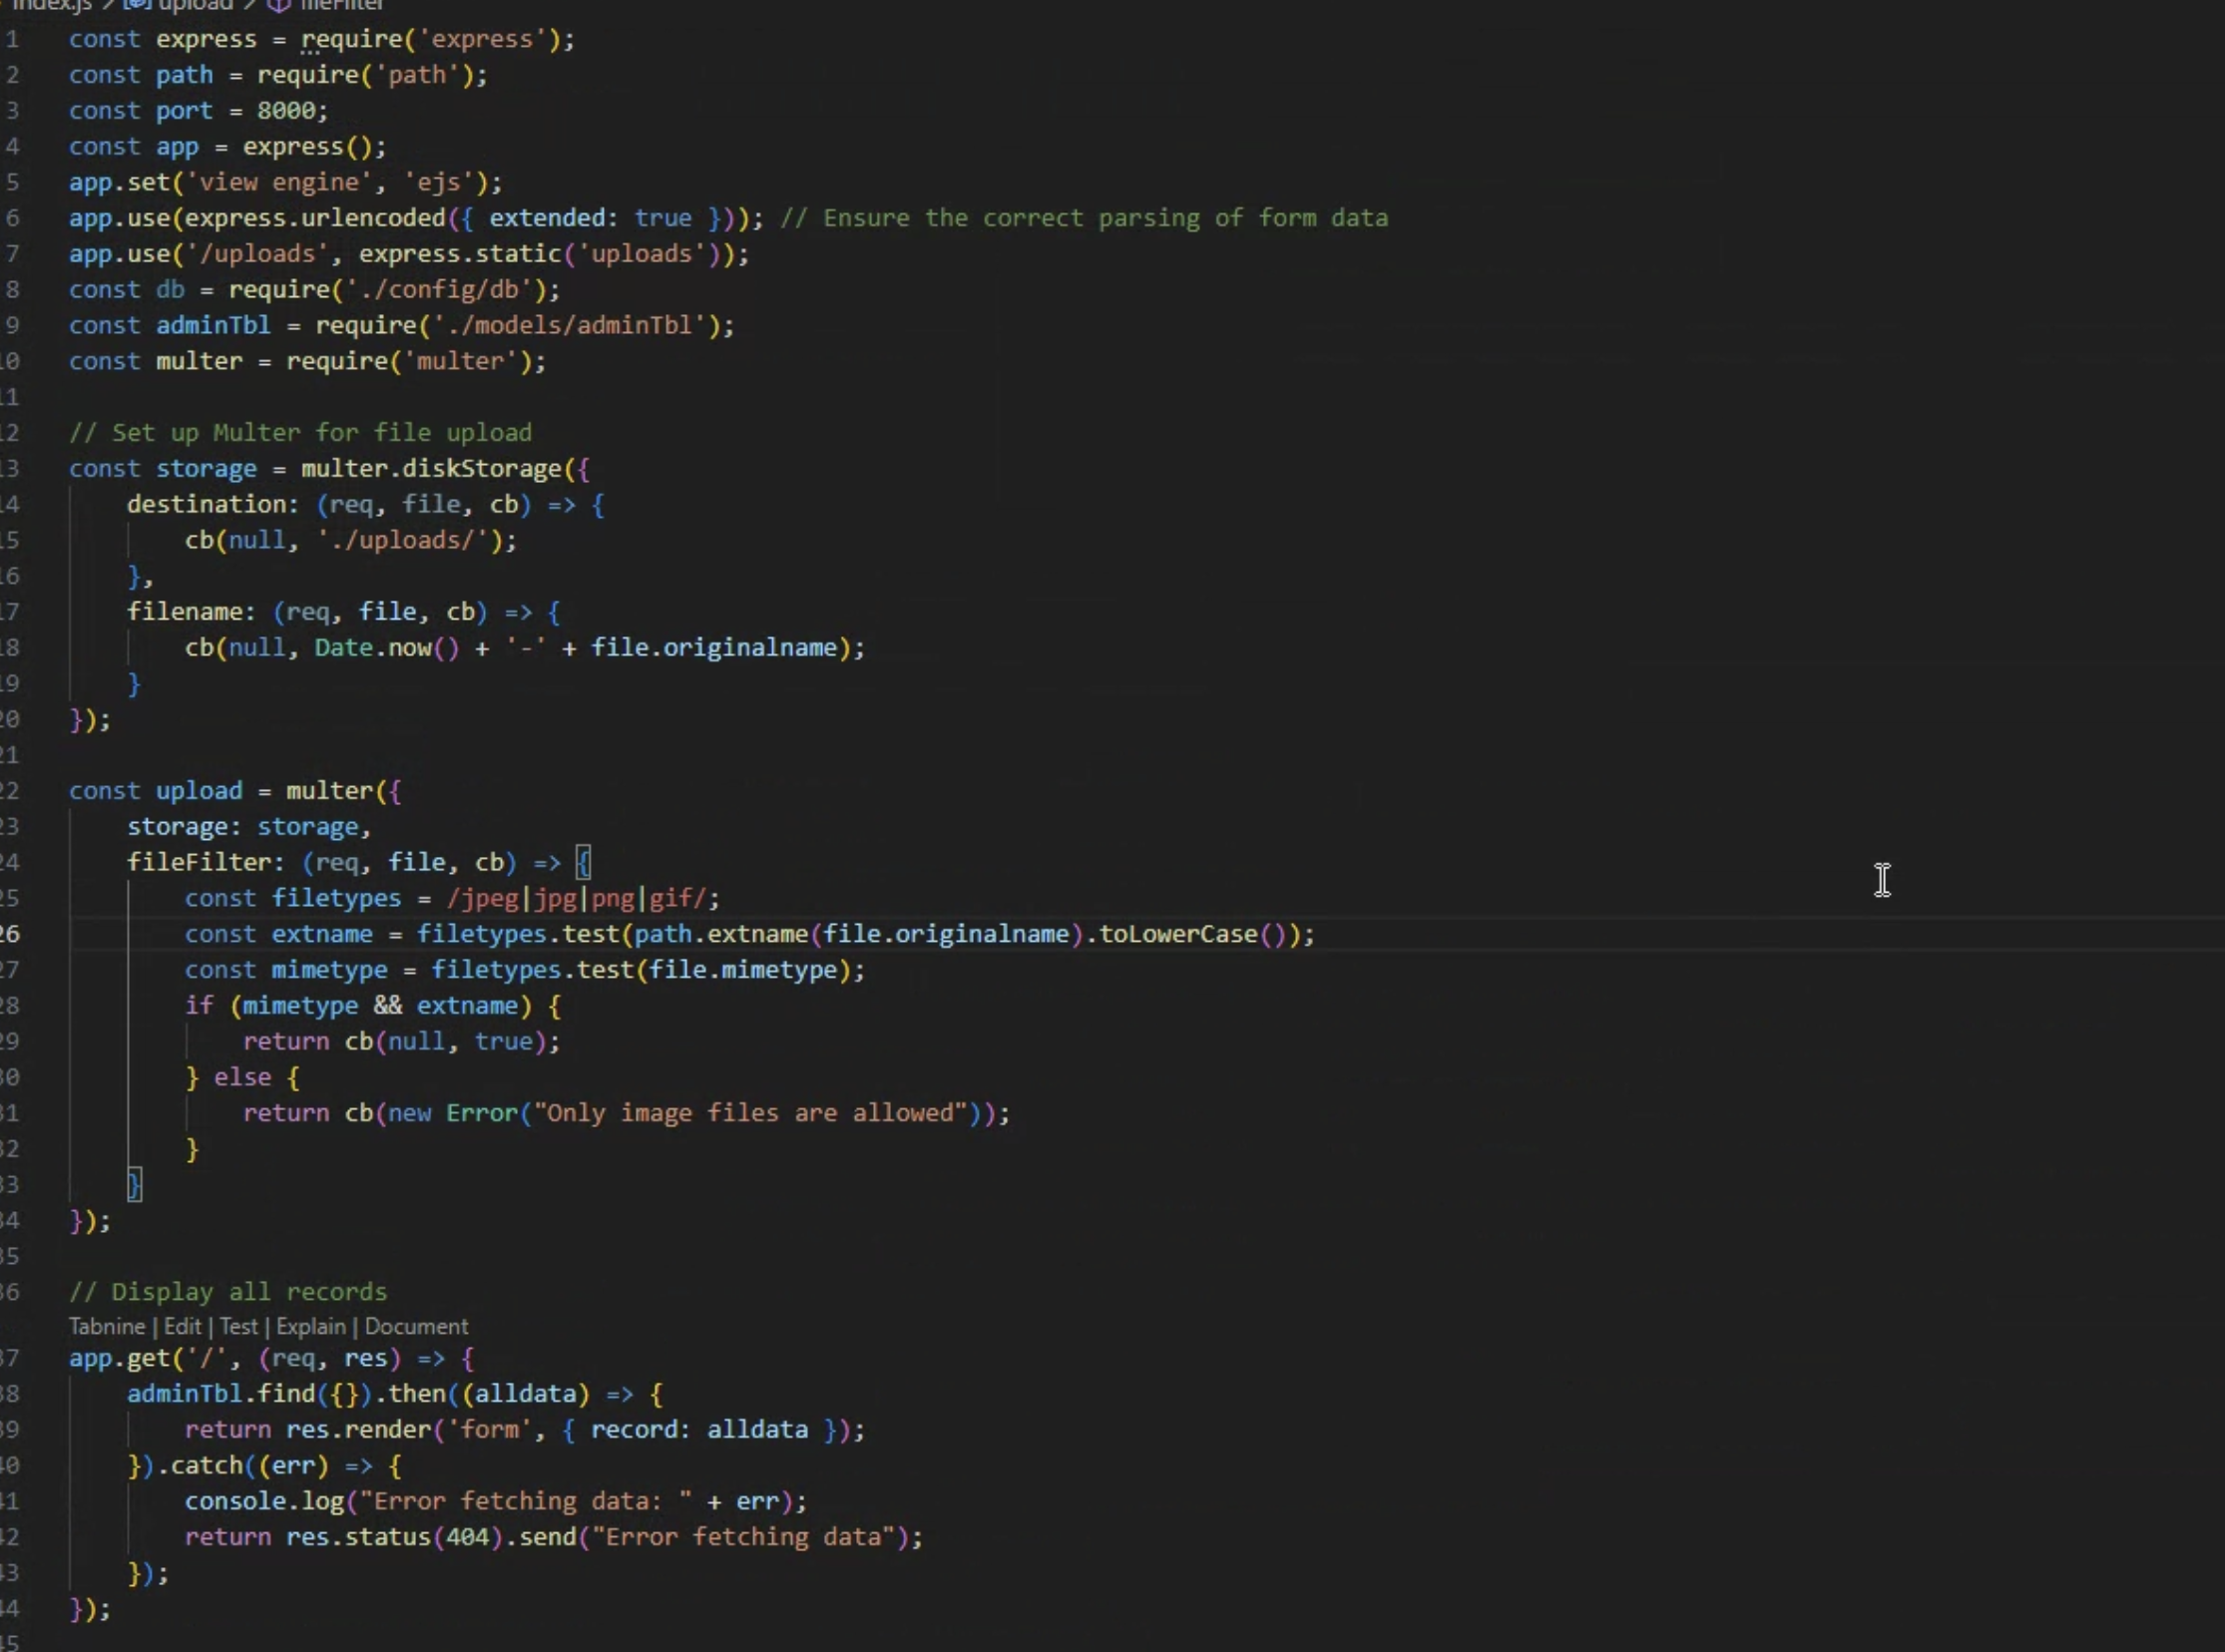 index.js > upload > fileFilter
1 const express = require('express');
2 const path = require('path');
3 const port = 8000;
4 const app = express();
5 app.set('view engine', 'ejs');
6 app.use(express.urlencoded({ extended: true })); // Ensure the correct parsing of form data
7 app.use('/uploads', express.static('uploads'));
8 const db = require('./config/db');
9 const adminTbl = require('./models/adminTbl');
10 const multer = require('multer');
11
12 // Set up Multer for file upload
13 const storage = multer.diskStorage({
14     destination: (req, file, cb) => {
15         cb(null, './uploads/');
16     },
17     filename: (req, file, cb) => {
18         cb(null, Date.now() + '-' + file.originalname);
19     }
20 });
21
22 const upload = multer({
23     storage: storage,
24     fileFilter: (req, file, cb) => {
25         const filetypes = /jpeg|jpg|png|gif/;
26         const extname = filetypes.test(path.extname(file.originalname).toLowerCase());
27         const mimetype = filetypes.test(file.mimetype);
28         if (mimetype && extname) {
29             return cb(null, true);
30         } else {
31             return cb(new Error("Only image files are allowed"));
32         }
33     }
34 });
35
36 // Display all records
Tabnine | Edit | Test | Explain | Document
37 app.get('/', (req, res) => {
38     adminTbl.find({}).then((alldata) => {
39         return res.render('form', { record: alldata });
40     }).catch((err) => {
41         console.log("Error fetching data: " + err);
42         return res.status(404).send("Error fetching data");
43     });
44 });
45